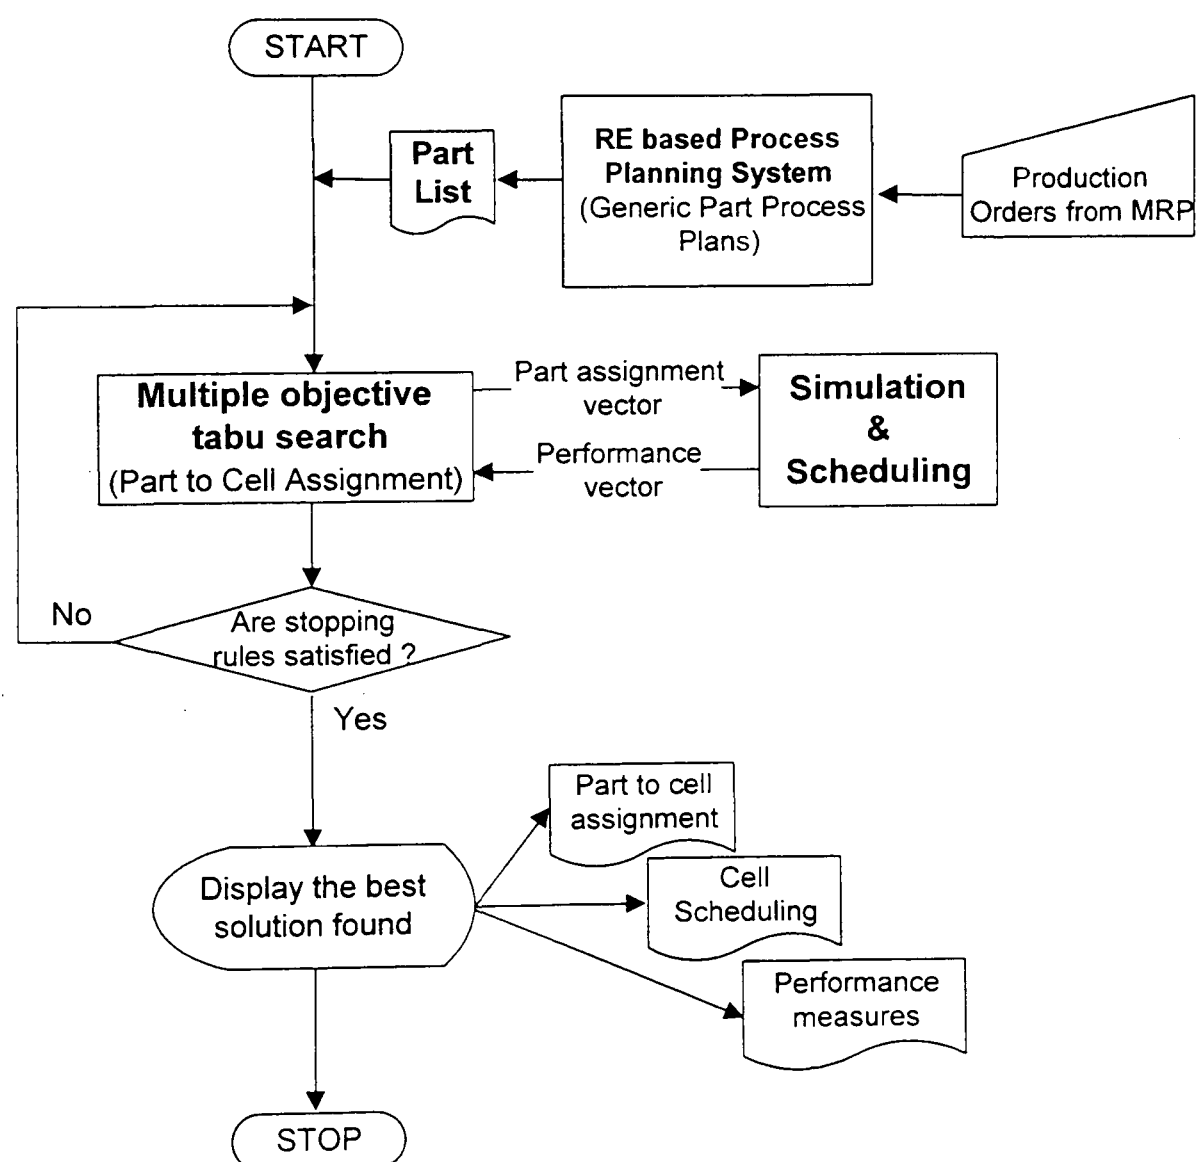 START
Part
List
RE based Process
Planning System
(Generic Part Process
Plans)
Production
Orders from MRP
Multiple objective
tabu search
(Part to Cell Assignment)
Part assignment
vector
Performance
vector
Simulation
&
Scheduling
No
Are stopping
rules satisfied ?
Yes
Part to cell
assignment
Display the best
solution found
Cell
Scheduling
Performance
measures
STOP